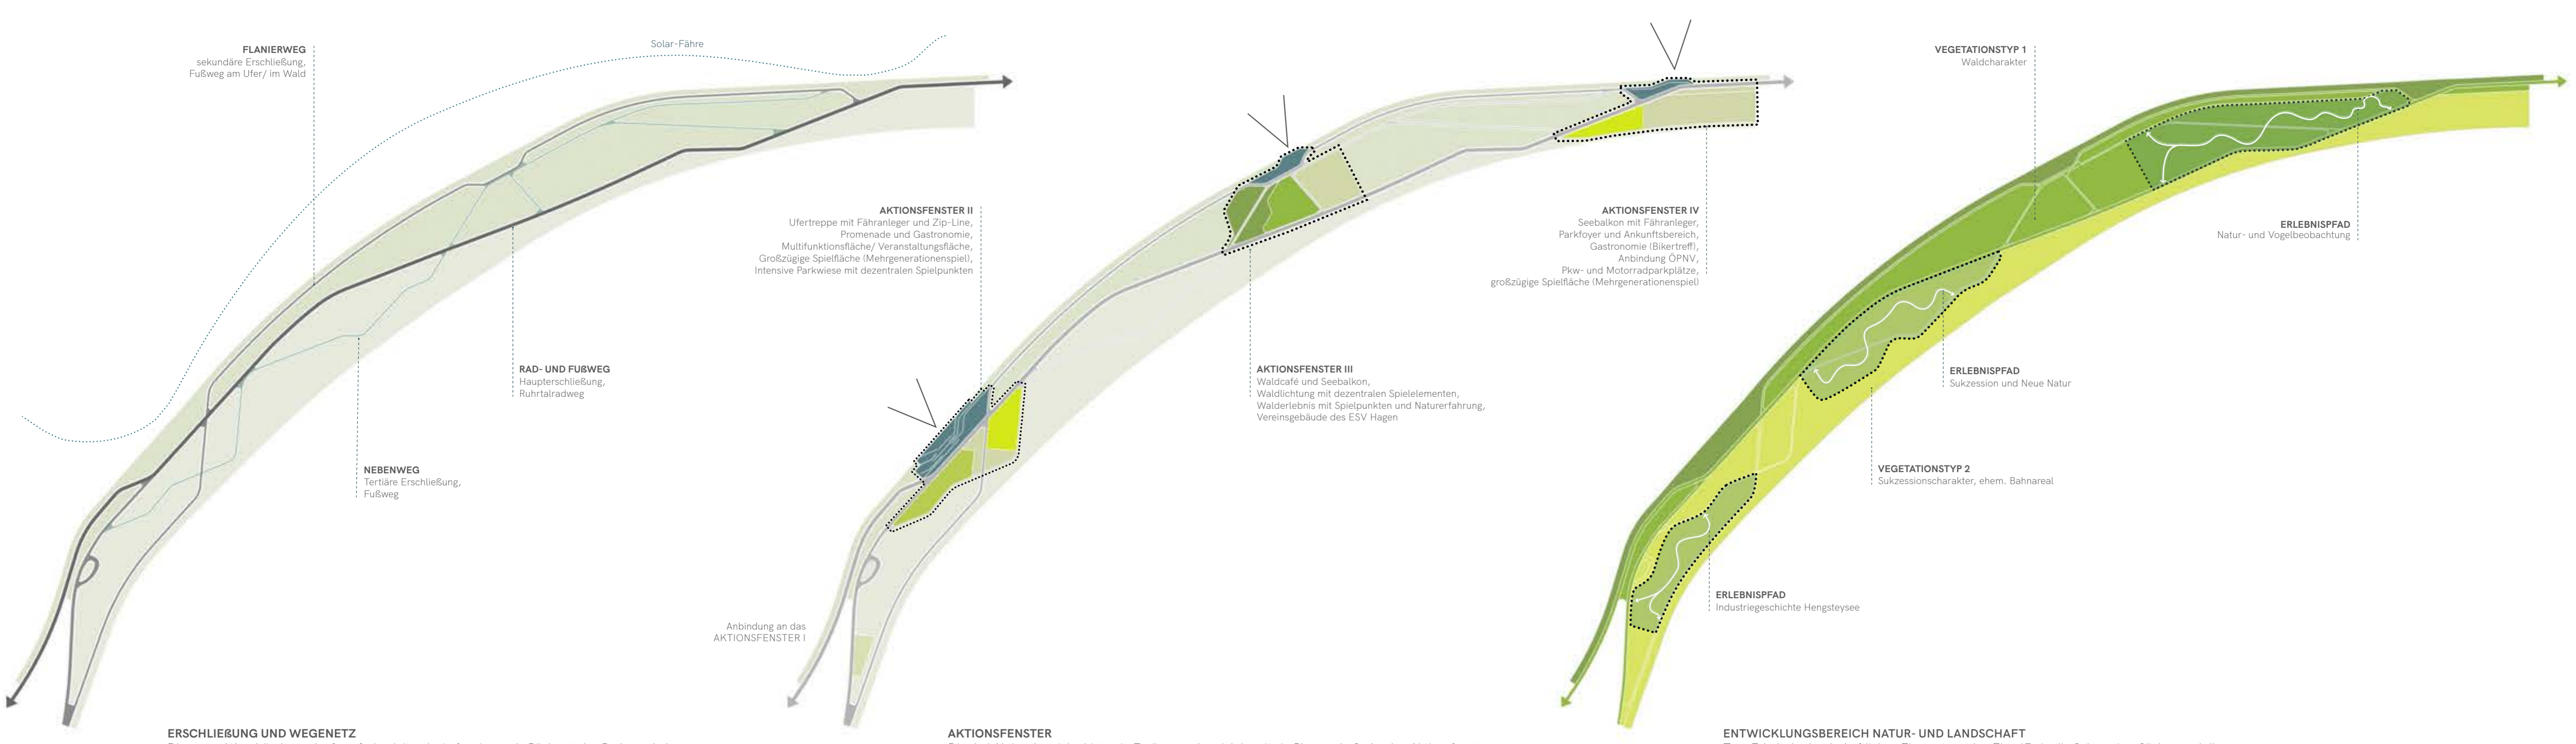 FLANIERWEG
sekundäre Erschließung,
Fußweg am Ufer/ im Wald
Solar-Fähre
RAD- UND FUßWEG
Haupterschließung,
Ruhrtalradweg
NEBENWEG
Tertiäre Erschließung,
Fußweg
ERSCHLIEßUNG UND WEGENETZ
AKTIONSFENSTER II
Ufertreppe mit Fähranleger und Zip-Line,
Promenade und Gastronomie,
Multifunktionsfläche/ Veranstaltungsfläche,
Großzügige Spielfläche (Mehrgenerationenspiel),
Intensive Parkwiese mit dezentralen Spielpunkten
AKTIONSFENSTER III
Waldcafé und Seebalkon,
Waldlichtung mit dezentralen Spielelementen,
Walderlebnis mit Spielpunkten und Naturerfahrung,
Vereinsgebäude des ESV Hagen
AKTIONSFENSTER IV
Seebalkon mit Fähranleger,
Parkfoyer und Ankunftsbereich,
Gastronomie (Bikertreff),
Anbindung ÖPNV,
Pkw- und Motorradparkplätze,
großzügige Spielfläche (Mehrgenerationenspiel)
Anbindung an das
AKTIONSFENSTER I
AKTIONSFENSTER
VEGETATIONSTYP 1
Waldcharakter
ERLEBNISPFAD
Natur- und Vogelbeobachtung
ERLEBNISPFAD
Sukzession und Neue Natur
VEGETATIONSTYP 2
Sukzessionscharakter, ehem. Bahnareal
ERLEBNISPFAD
Industriegeschichte Hengsteysee
ENTWICKLUNGSBEREICH NATUR- UND LANDSCHAFT